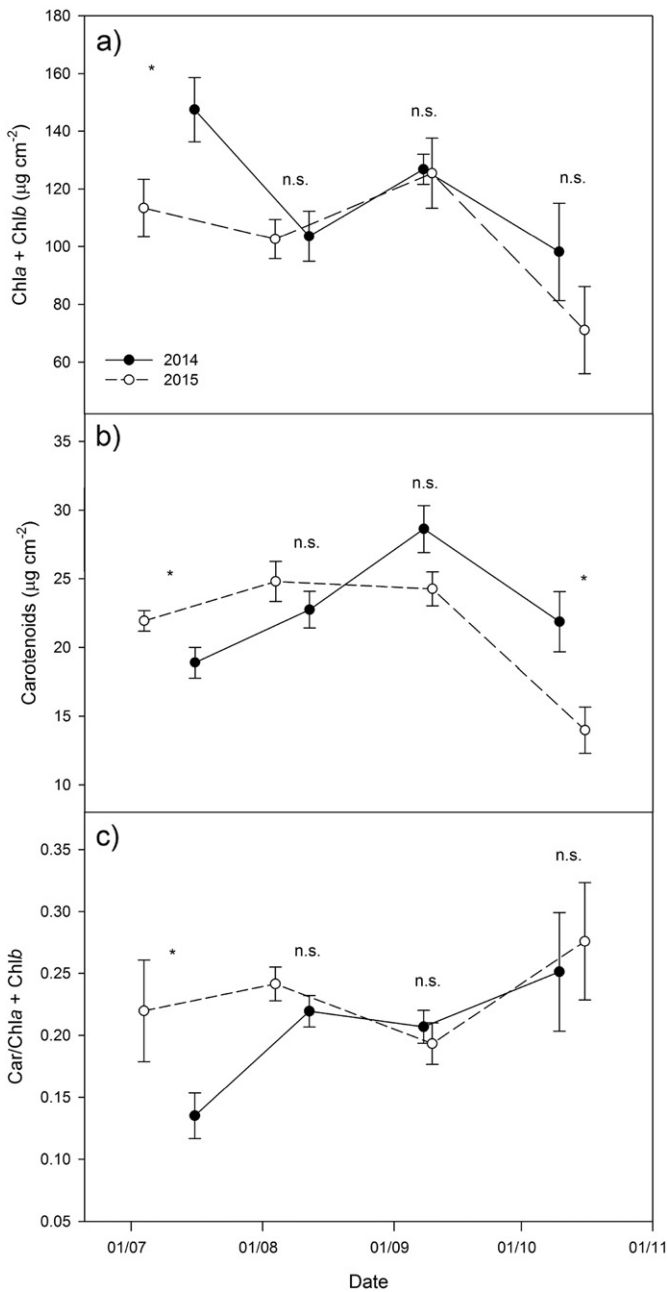 a)
180
160
140
120
100
80
60
Chla + Chlb (µg cm-2)
*
n.s.
n.s.
n.s.
2014
2015
b)
35
30
25
20
15
10
Carotenoids (µg cm-2)
*
n.s.
n.s.
*
c)
0.35
0.30
0.25
0.20
0.15
0.10
0.05
Car/Chla + Chlb
*
n.s.
n.s.
n.s.
01/07 01/08 01/09 01/10 01/11
Date